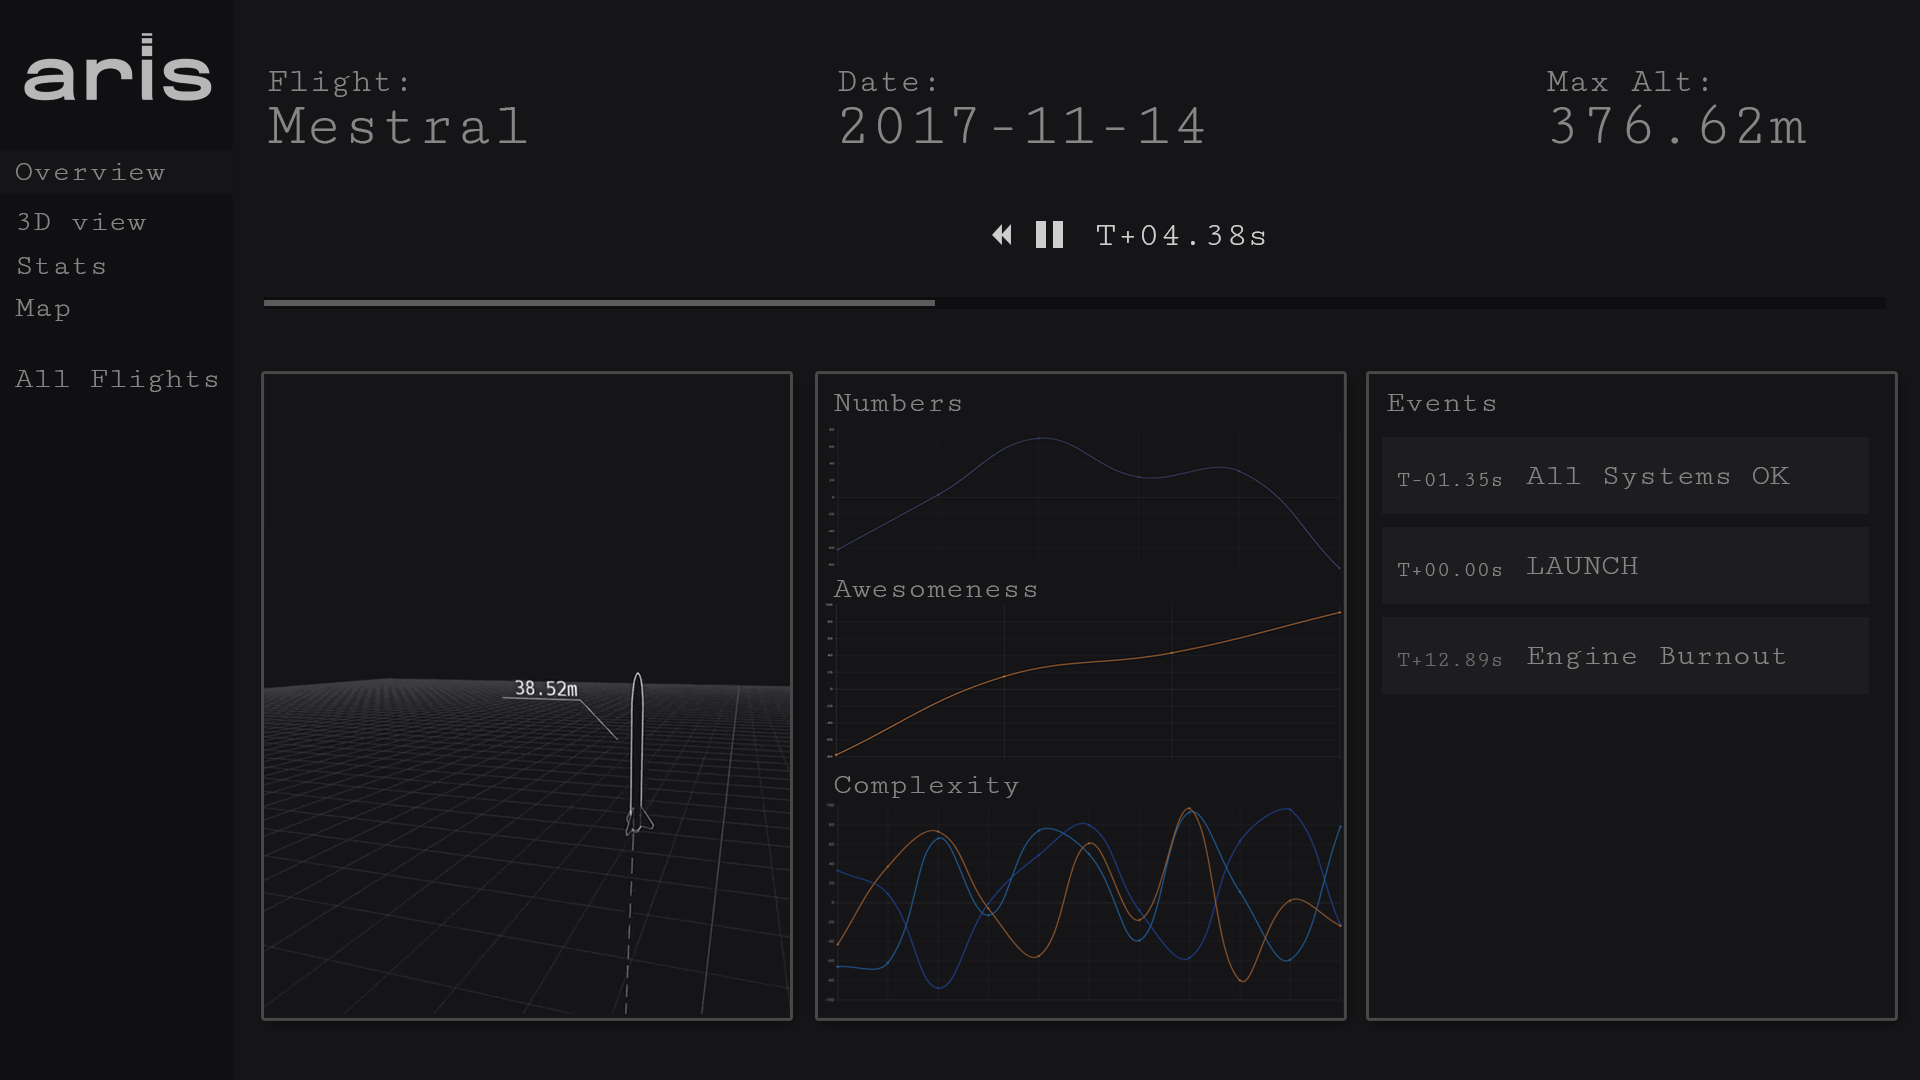 aris
Overview
3D view
Stats
Map
All Flights
Flight:
Mestral
Date:
2017-11-14
Max Alt:
376.62m
T+04.38s
38.52m
Numbers
Awesomeness
Complexity
Events
T-01.35s All Systems OK
T+00.00s LAUNCH
T+12.89s Engine Burnout